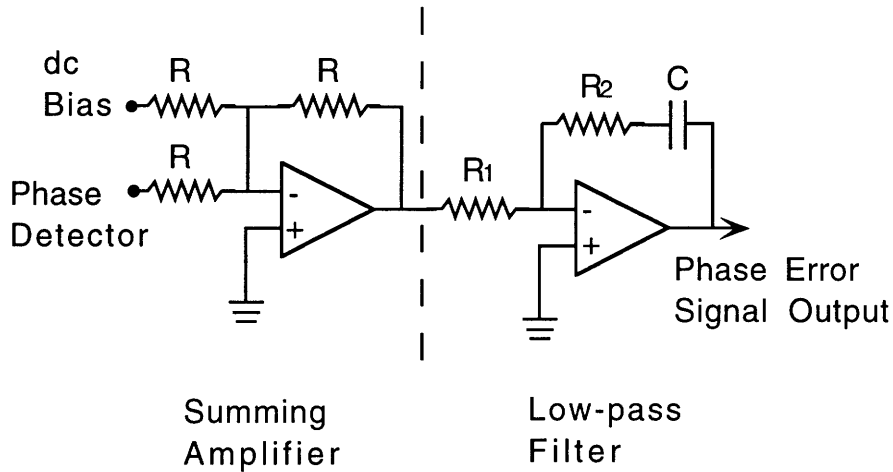 dc
Bias
R
R
R
Phase
Detector
-
+
R1
R2
C
-
+
Phase Error
Signal Output
Summing
Amplifier
Low-pass
Filter